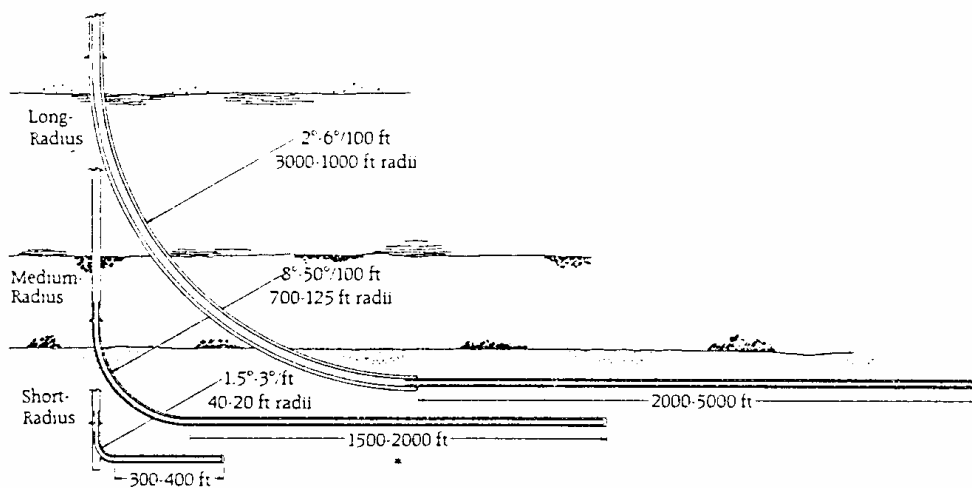 Long-
Radius
2°-6°/100 ft
3000-1000 ft radii
Medium-
Radius
8°-50°/100 ft
700-125 ft radii
Short-
Radius
1.5°-3°/ft
40-20 ft radii
2000-5000 ft
1500-2000 ft
300-400 ft
*